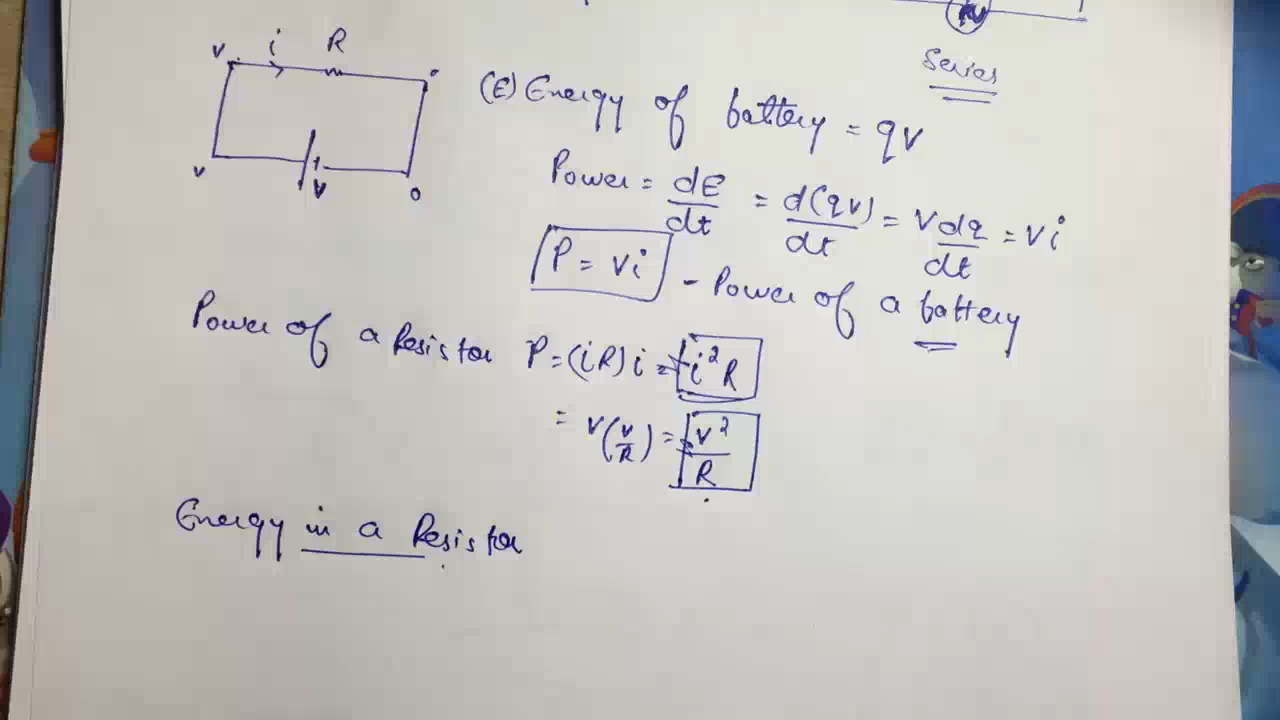 Series
V i R 0
V V 0
(E) Energy of battery = qV
Power = dE/dt = d(qV)/dt = V dq/dt = Vi
P = Vi - Power of a battery
Power of a Resistor P = (iR) i = i²R
= V(V/R) = V²/R
Energy in a Resistor